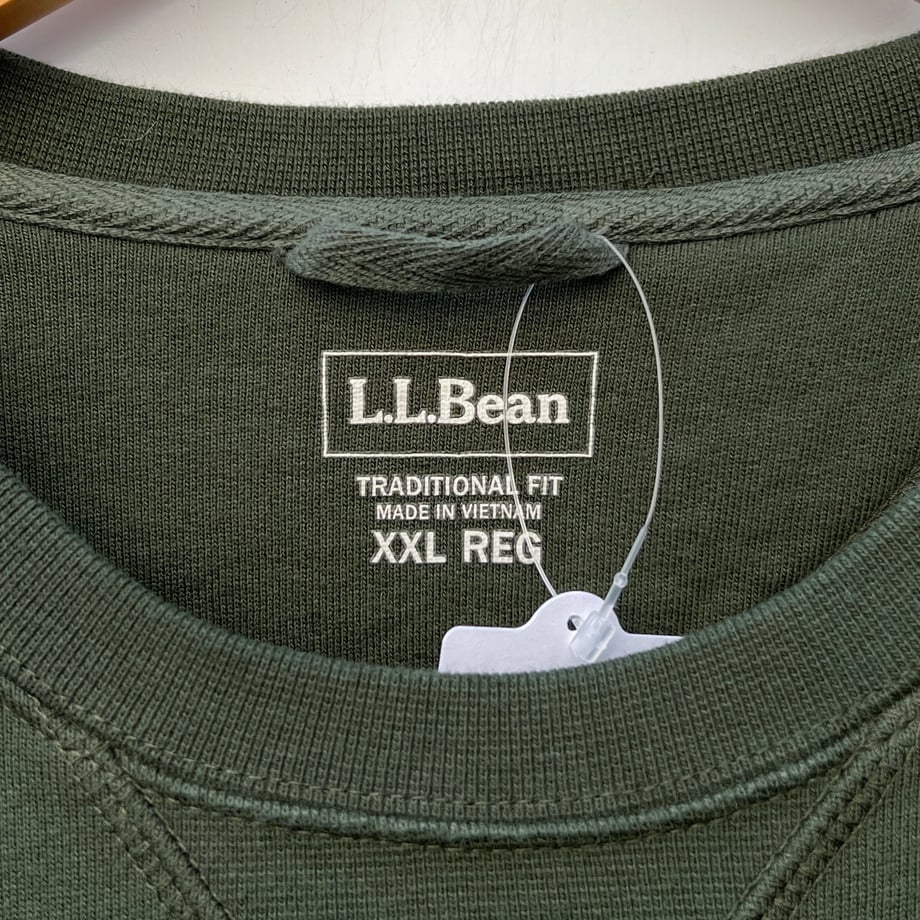 L.L.Bean
TRADITIONAL FIT
MADE IN VIETNAM
XXL REG